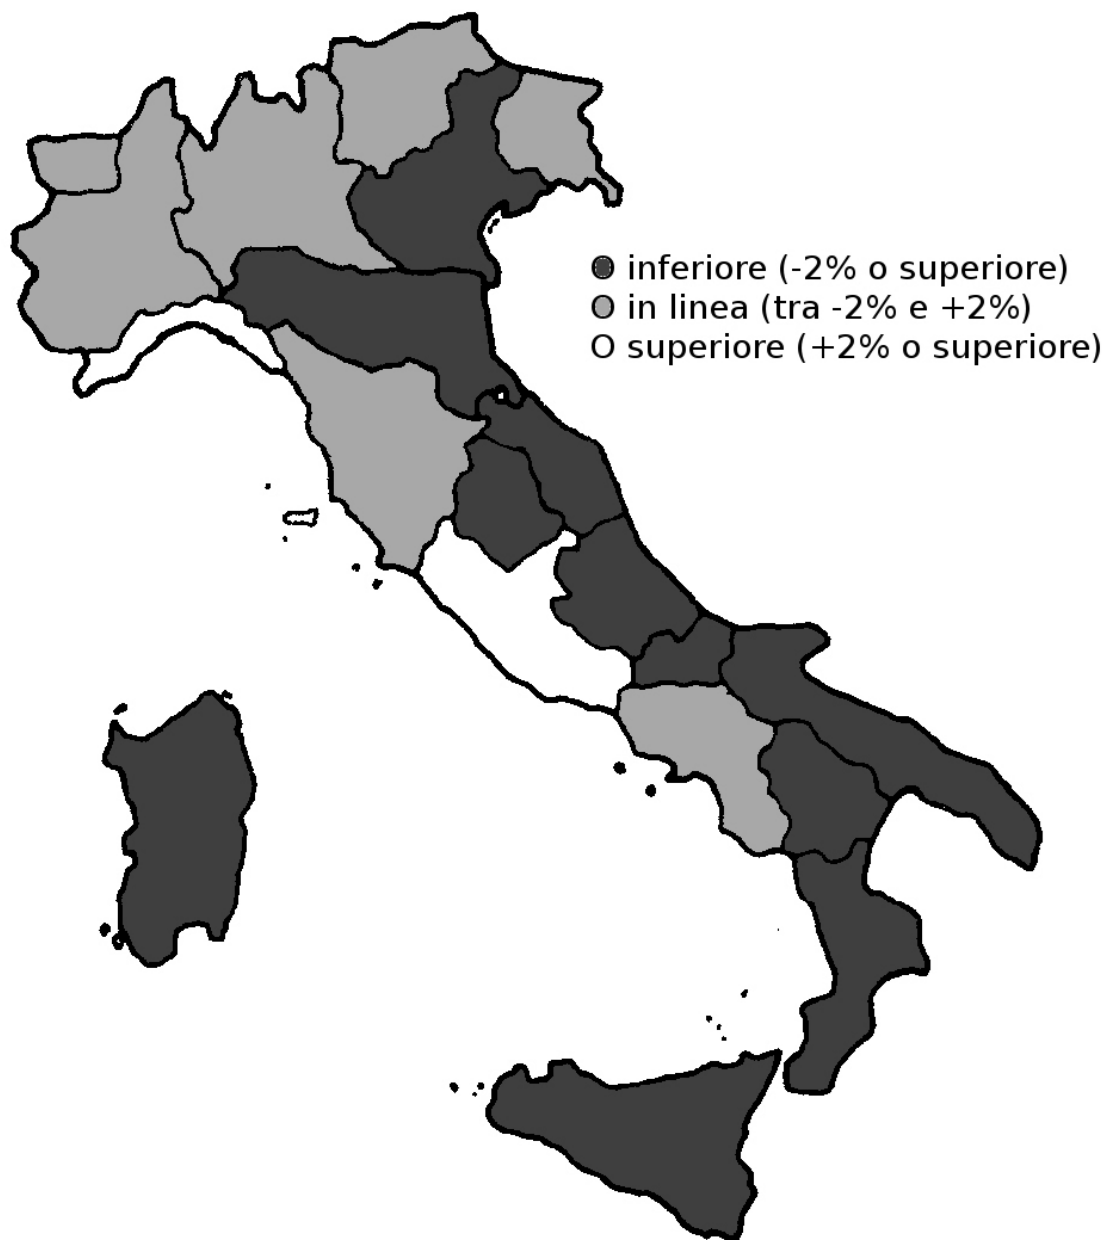 inferiore (-2% o superiore)
in linea (tra -2% e +2%)
superiore (+2% o superiore)